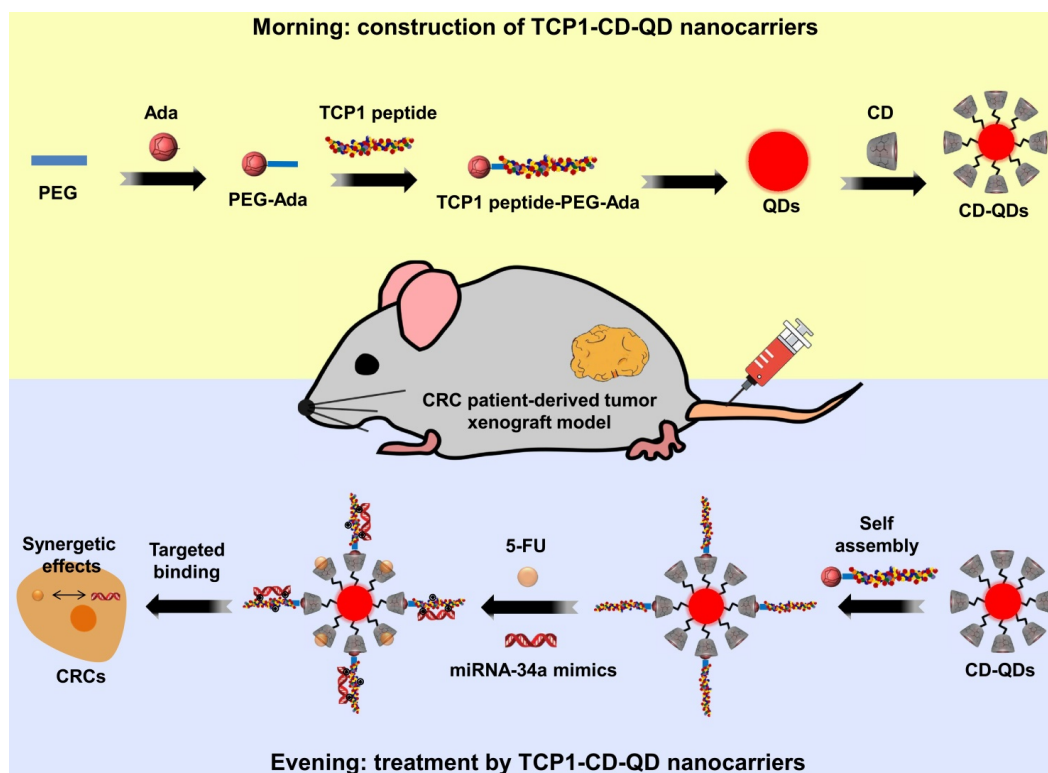 Morning: construction of TCP1-CD-QD nanocarriers
Ada
TCP1 peptide
CD
PEG
PEG-Ada
TCP1 peptide-PEG-Ada
QDs
CD-QDs
CRC patient-derived tumor
xenograft model
Synergetic
effects
Targeted
binding
5-FU
Self
assembly
miRNA-34a mimics
CRCs
CD-QDs
Evening: treatment by TCP1-CD-QD nanocarriers